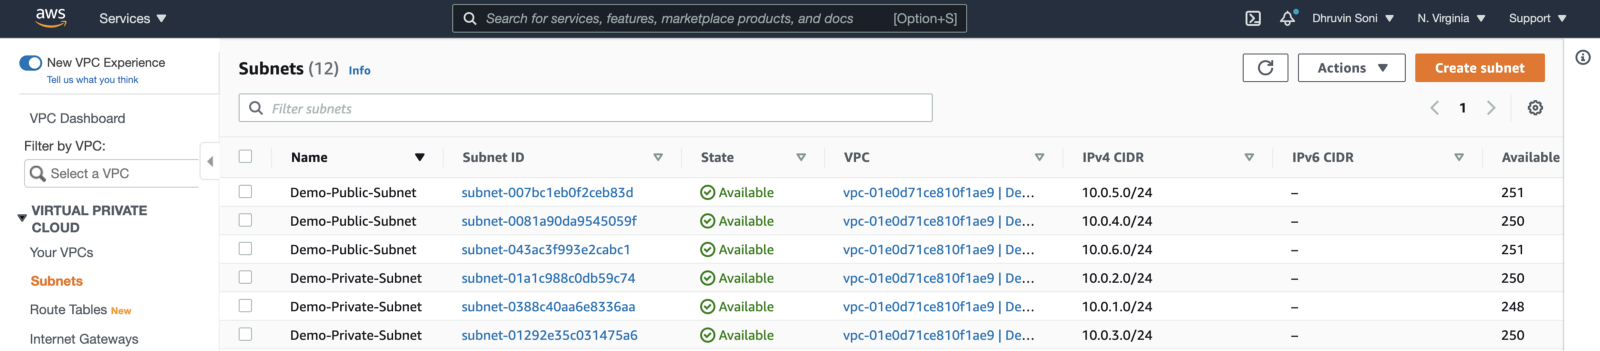 aws Services ▼ Search for services, features, marketplace products, and docs [Option+S] Dhruvin Soni ▼ N. Virginia ▼ Support ▼
New VPC Experience
Tell us what you think
VPC Dashboard
Filter by VPC:
Select a VPC
VIRTUAL PRIVATE
CLOUD
Your VPCs
Subnets
Route Tables New
Internet Gateways
Subnets (12) Info
Actions ▼ Create subnet
Filter subnets
1
Name Subnet ID State VPC IPv4 CIDR IPv6 CIDR Available
Demo-Public-Subnet subnet-007bc1eb0f2ceb83d Available vpc-01e0d71ce810f1ae9 | De... 10.0.5.0/24 – 251
Demo-Public-Subnet subnet-0081a90da9545059f Available vpc-01e0d71ce810f1ae9 | De... 10.0.4.0/24 – 250
Demo-Public-Subnet subnet-043ac3f993e2cabc1 Available vpc-01e0d71ce810f1ae9 | De... 10.0.6.0/24 – 251
Demo-Private-Subnet subnet-01a1c988c0db59c74 Available vpc-01e0d71ce810f1ae9 | De... 10.0.2.0/24 – 250
Demo-Private-Subnet subnet-0388c40aa6e8336aa Available vpc-01e0d71ce810f1ae9 | De... 10.0.1.0/24 – 248
Demo-Private-Subnet subnet-01292e35c031475a6 Available vpc-01e0d71ce810f1ae9 | De... 10.0.3.0/24 – 250